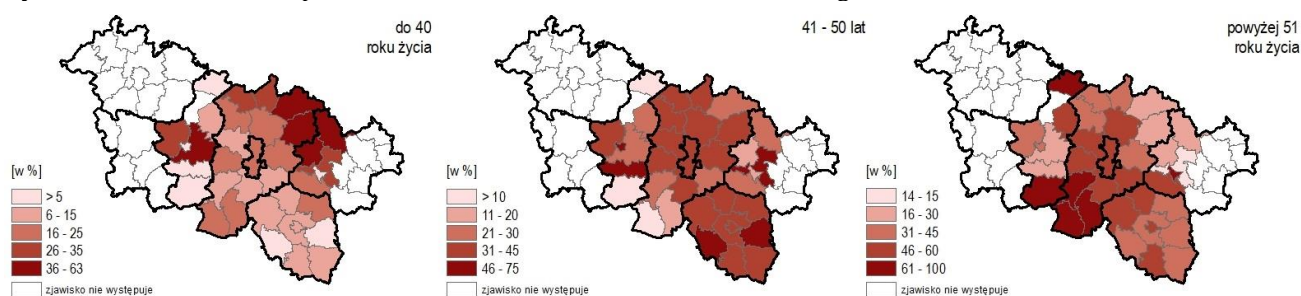 do 40
roku życia
[w %]
> 5
6 - 15
16 - 25
26 - 35
36 - 63
zjawisko nie występuje
41 - 50 lat
[w %]
> 10
11 - 20
21 - 30
31 - 45
46 - 75
zjawisko nie występuje
powyżej 51
roku życia
[w %]
14 - 15
16 - 30
31 - 45
46 - 60
61 - 100
zjawisko nie występuje